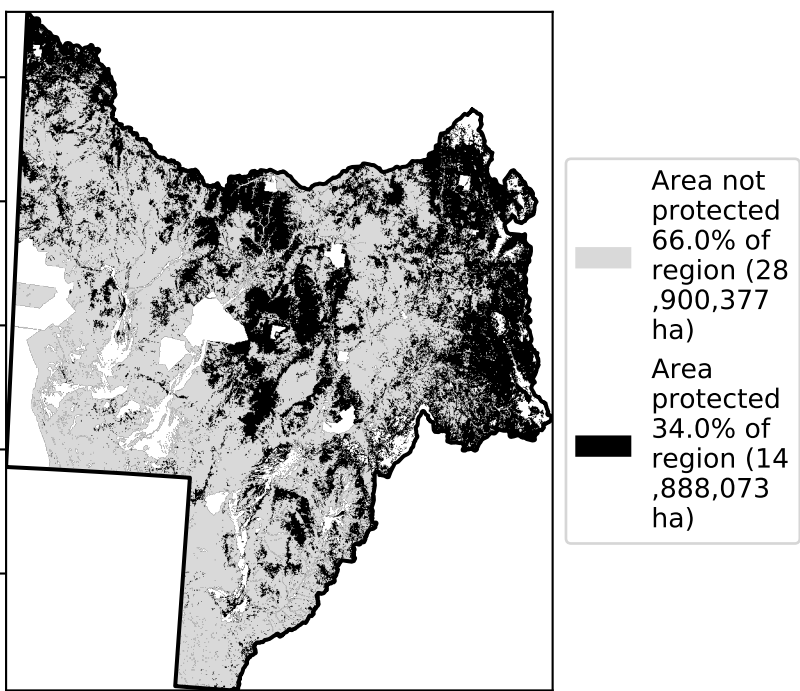 Area not
protected
66.0% of
region (28
,900,377
ha)
Area
protected
34.0% of
region (14
,888,073
ha)